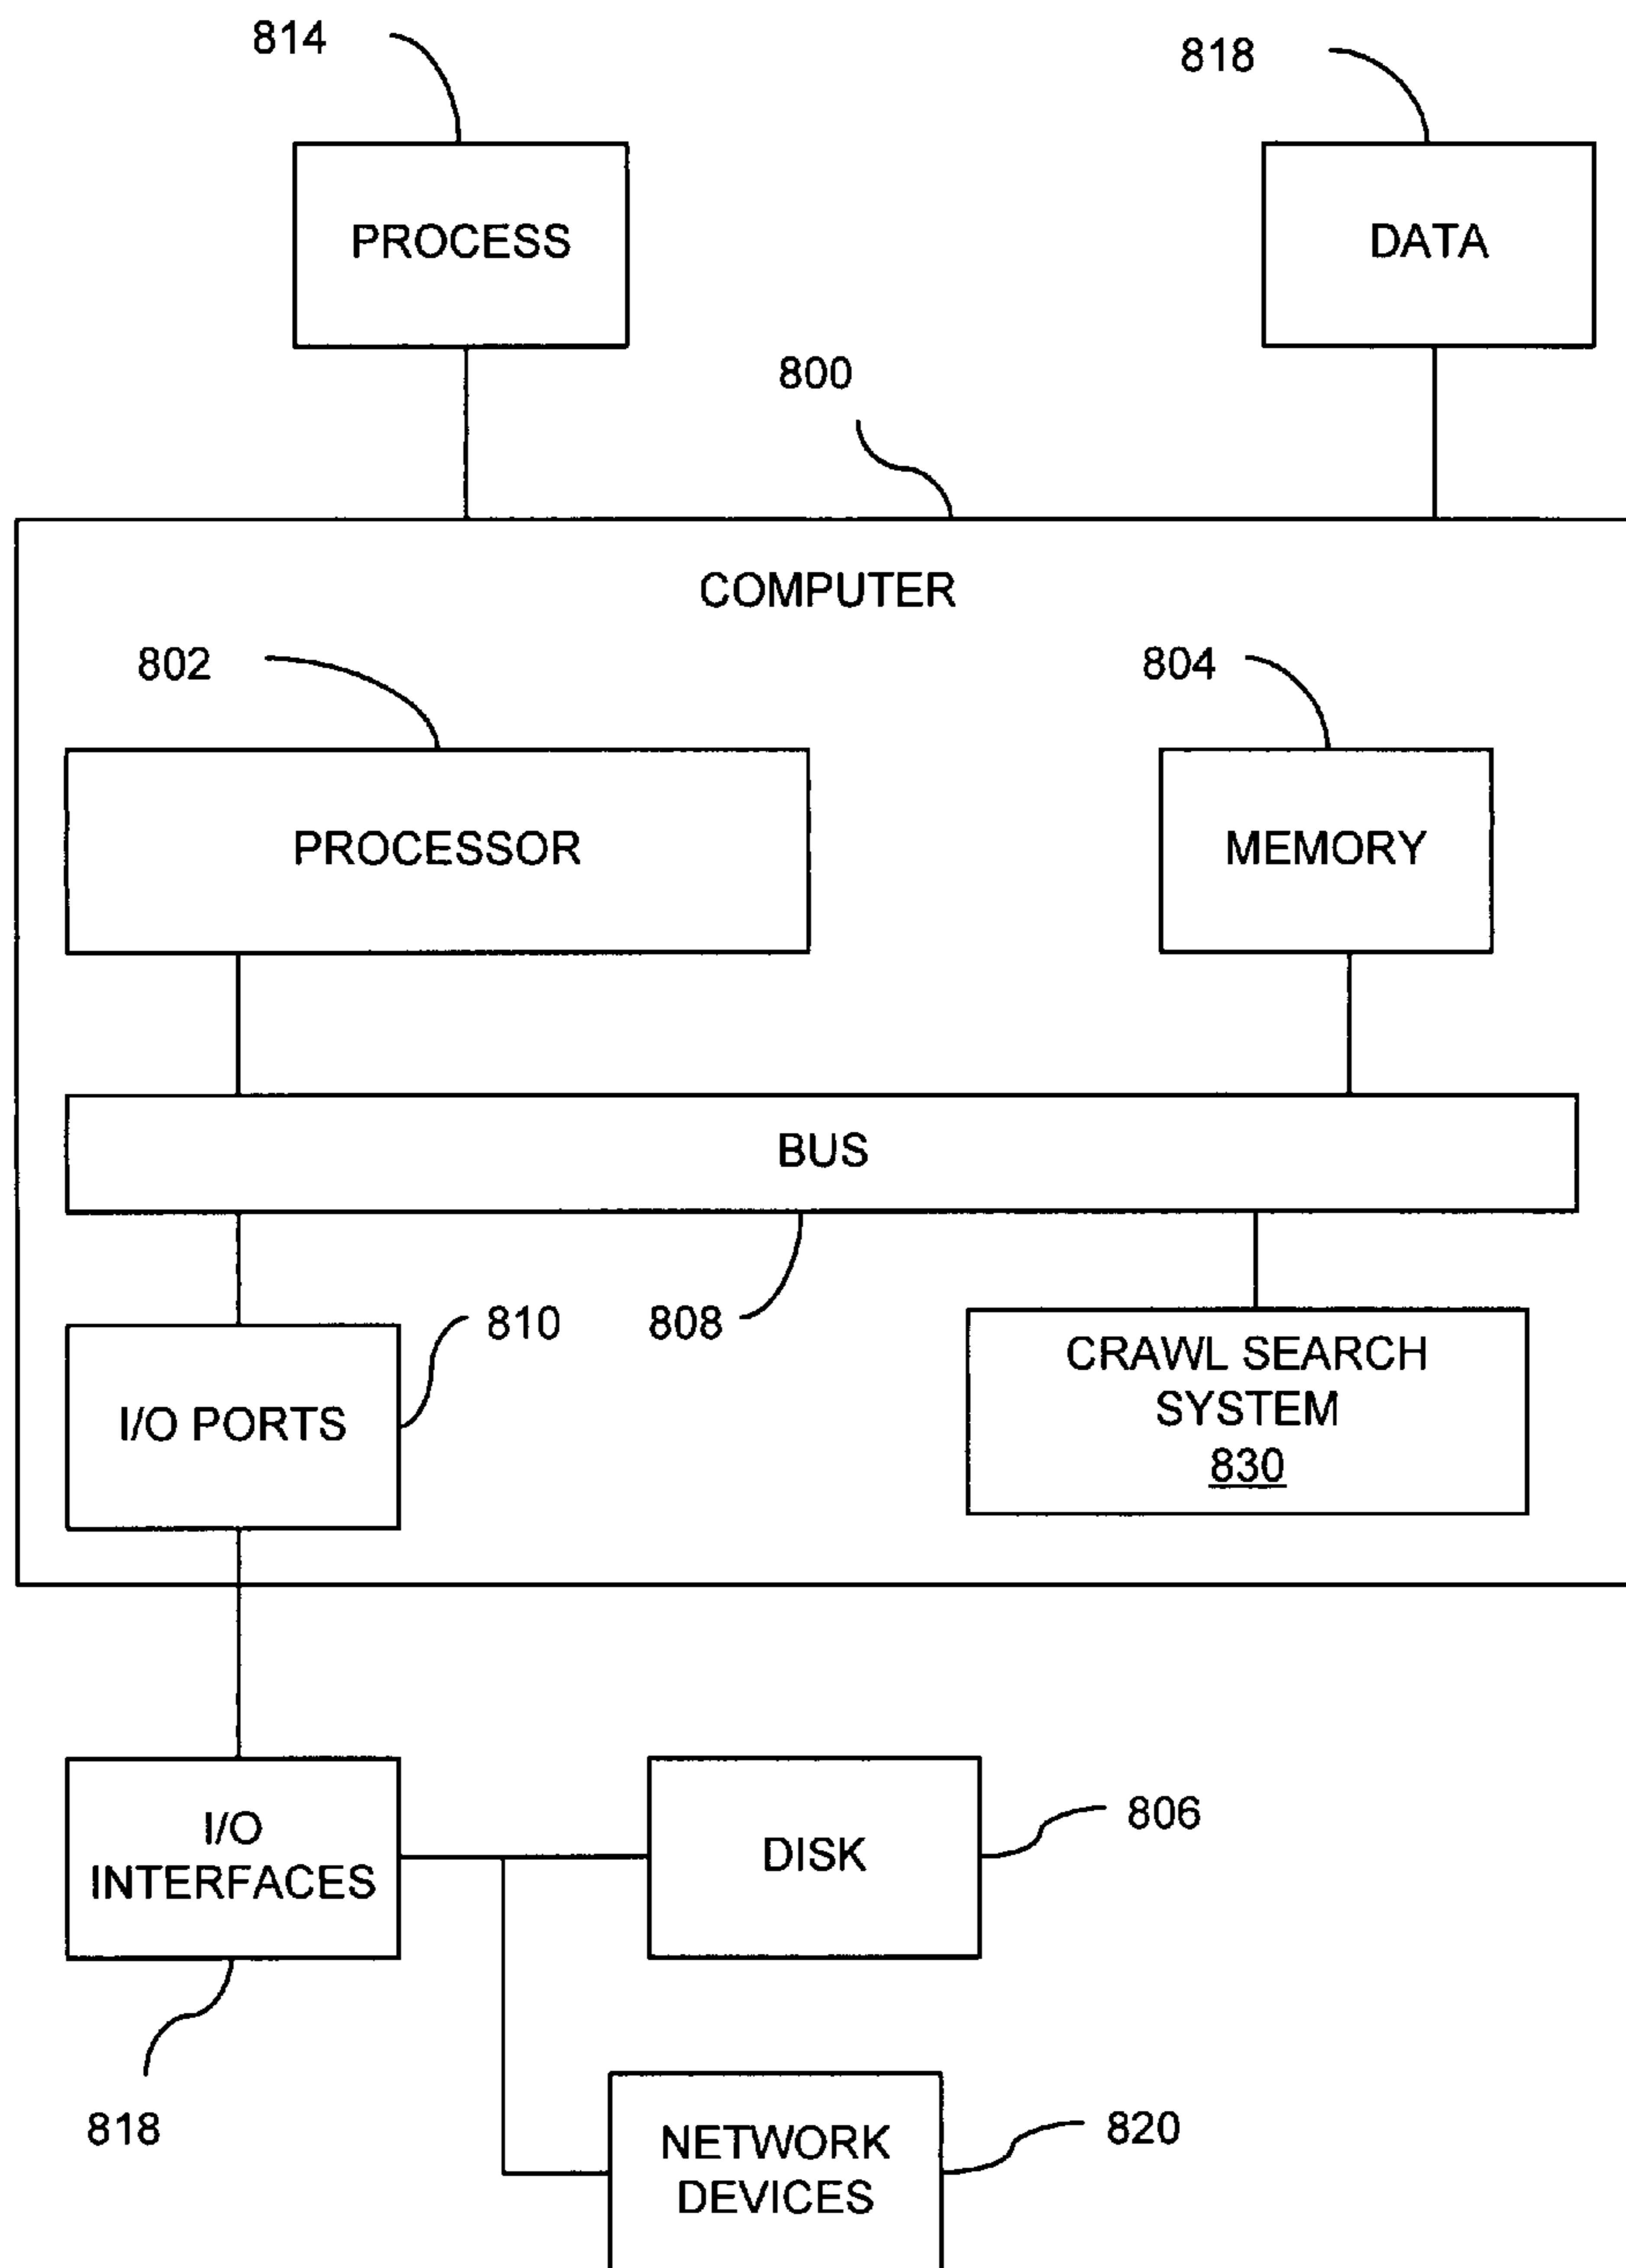 814
818
PROCESS
DATA
800
COMPUTER
802
804
PROCESSOR
MEMORY
BUS
810
808
I/O PORTS
CRAWL SEARCH
SYSTEM
830
I/O
INTERFACES
DISK
806
818
NETWORK
DEVICES
820